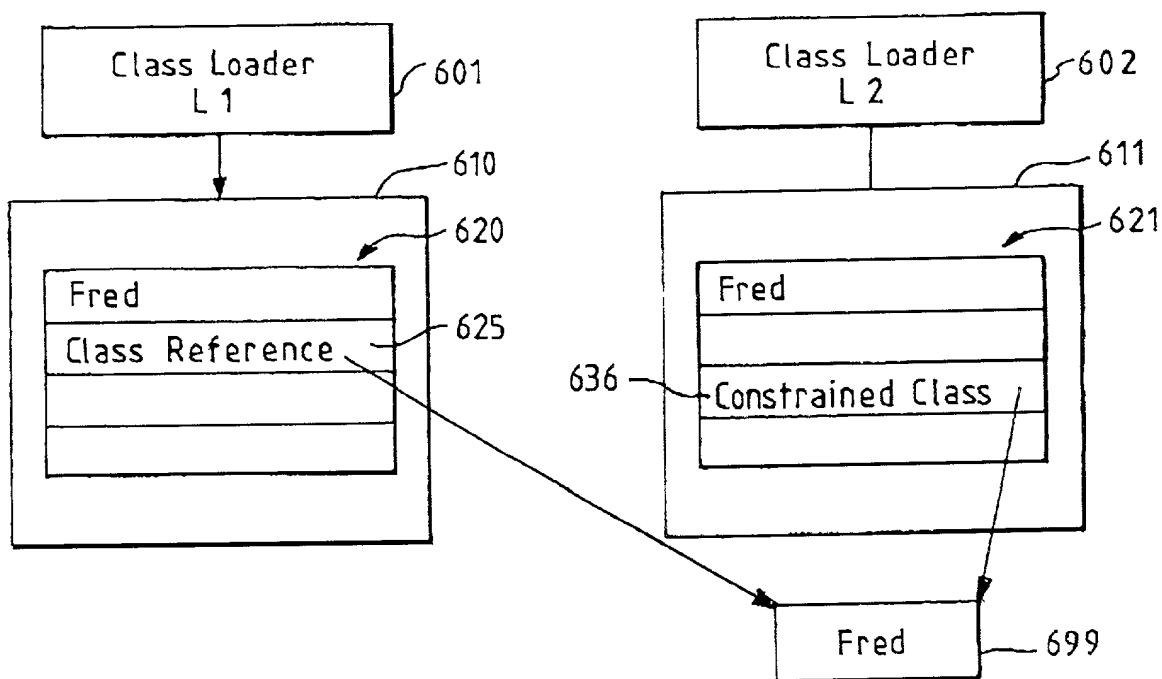 Class Loader
L 1
601
Class Loader
L 2
602
610
611
620
621
Fred
Class Reference
625
Fred
636
Constrained Class
Fred
699